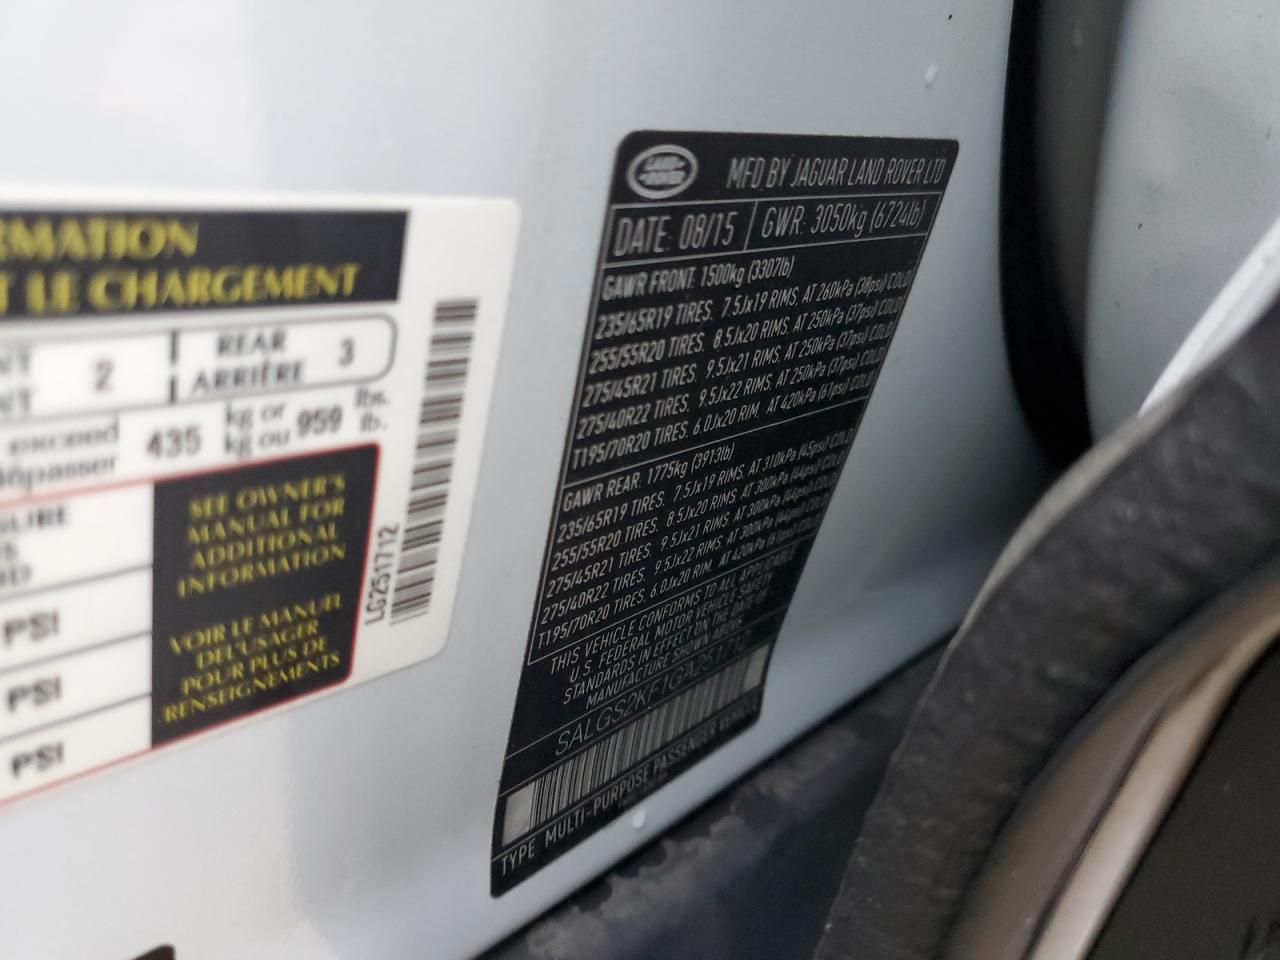 RMATION
T LE CHARGEMENT
NT 2 REAR 3
NT ARRIÈRE
exceed 435 kg or 959 lbs.
dépasser kg ou lb.
PSI
PSI
PSI
SEE OWNER'S
MANUAL FOR
ADDITIONAL
INFORMATION
VOIR LE MANUEL
DE L'USAGER
POUR PLUS DE
RENSEIGNEMENTS
LG251712
LAND
ROVER
MFD BY JAGUAR LAND ROVER LTD
DATE: 08/15 GWR: 3050kg (6724lb)
GAWR FRONT: 1500kg (3307lb)
235/65R19 TIRES. 7.5Jx19 RIMS. AT 260kPa (38psi) COLD
255/55R20 TIRES. 8.5Jx20 RIMS. AT 250kPa (37psi) COLD
275/45R21 TIRES. 9.5Jx21 RIMS. AT 250kPa (37psi) COLD
275/40R22 TIRES. 9.5Jx22 RIMS. AT 250kPa (37psi) COLD
T195/70R20 TIRES. 6.0Jx20 RIM. AT 420kPa (61psi) COLD
GAWR REAR: 1775kg (3913lb)
235/65R19 TIRES. 7.5Jx19 RIMS. AT 310kPa (45psi) COLD
255/55R20 TIRES. 8.5Jx20 RIMS. AT 300kPa (44psi) COLD
275/45R21 TIRES. 9.5Jx21 RIMS. AT 300kPa (44psi) COLD
275/40R22 TIRES. 9.5Jx22 RIMS. AT 300kPa (44psi) COLD
T195/70R20 TIRES. 6.0Jx20 RIM. AT 420kPa (61psi) COLD
THIS VEHICLE CONFORMS TO ALL APPLICABLE
U.S. FEDERAL MOTOR VEHICLE SAFETY
STANDARDS IN EFFECT ON THE DATE OF
MANUFACTURE SHOWN ABOVE
SALGS2KF1GA251712
TYPE: MULTI-PURPOSE PASSENGER VEHICLE